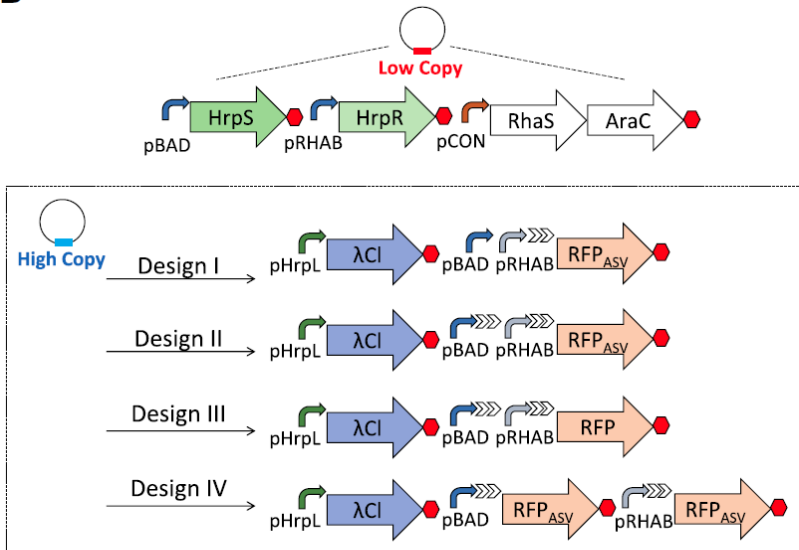 Low Copy
HrpS HrpR RhaS AraC
pBAD pRHAB pCON
High Copy
Design I
pHrpL λCI pBAD pRHAB RFPASV
Design II
pHrpL λCI pBAD pRHAB RFPASV
Design III
pHrpL λCI pBAD pRHAB RFP
Design IV
pHrpL λCI pBAD RFPASV pRHAB RFPASV